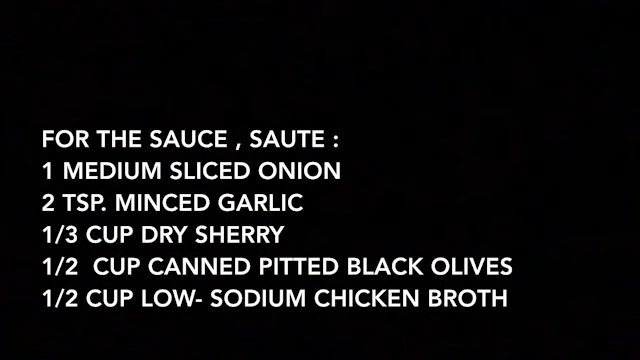 FOR THE SAUCE , SAUTE :
1 MEDIUM SLICED ONION
2 TSP. MINCED GARLIC
1/3 CUP DRY SHERRY
1/2  CUP CANNED PITTED BLACK OLIVES
1/2 CUP LOW- SODIUM CHICKEN BROTH